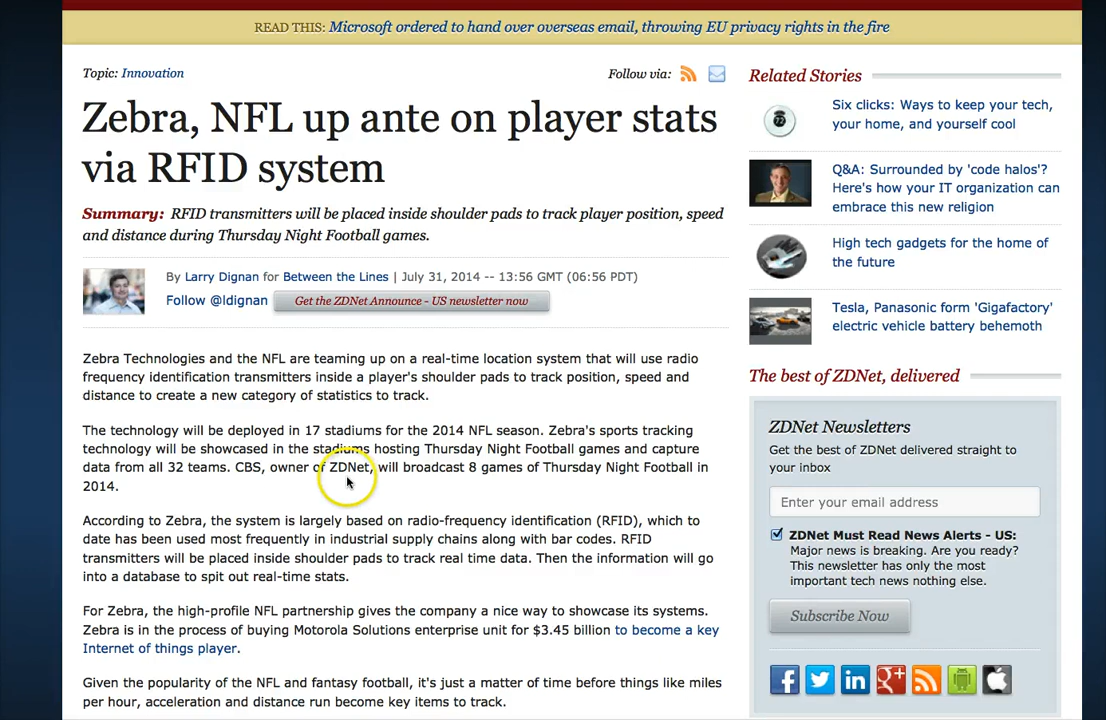 READ THIS: Microsoft ordered to hand over overseas email, throwing EU privacy rights in the fire
Topic: Innovation
Follow via:
Zebra, NFL up ante on player stats
via RFID system
Summary: RFID transmitters will be placed inside shoulder pads to track player position, speed
and distance during Thursday Night Football games.
By Larry Dignan for Between the Lines | July 31, 2014 -- 13:56 GMT (06:56 PDT)
Follow @ldignan
Get the ZDNet Announce - US newsletter now
Zebra Technologies and the NFL are teaming up on a real-time location system that will use radio
frequency identification transmitters inside a player's shoulder pads to track position, speed and
distance to create a new category of statistics to track.
The technology will be deployed in 17 stadiums for the 2014 NFL season. Zebra's sports tracking
technology will be showcased in the stadiums hosting Thursday Night Football games and capture
data from all 32 teams. CBS, owner of ZDNet, will broadcast 8 games of Thursday Night Football in
2014.
According to Zebra, the system is largely based on radio-frequency identification (RFID), which to
date has been used most frequently in industrial supply chains along with bar codes. RFID
transmitters will be placed inside shoulder pads to track real time data. Then the information will go
into a database to spit out real-time stats.
For Zebra, the high-profile NFL partnership gives the company a nice way to showcase its systems.
Zebra is in the process of buying Motorola Solutions enterprise unit for $3.45 billion to become a key
Internet of things player.
Given the popularity of the NFL and fantasy football, it's just a matter of time before things like miles
per hour, acceleration and distance run become key items to track.
Related Stories
Six clicks: Ways to keep your tech,
your home, and yourself cool
Q&A: Surrounded by 'code halos'?
Here's how your IT organization can
embrace this new religion
High tech gadgets for the home of
the future
Tesla, Panasonic form 'Gigafactory'
electric vehicle battery behemoth
The best of ZDNet, delivered
ZDNet Newsletters
Get the best of ZDNet delivered straight to
your inbox
Enter your email address
ZDNet Must Read News Alerts - US:
Major news is breaking. Are you ready?
This newsletter has only the most
important tech news nothing else.
Subscribe Now